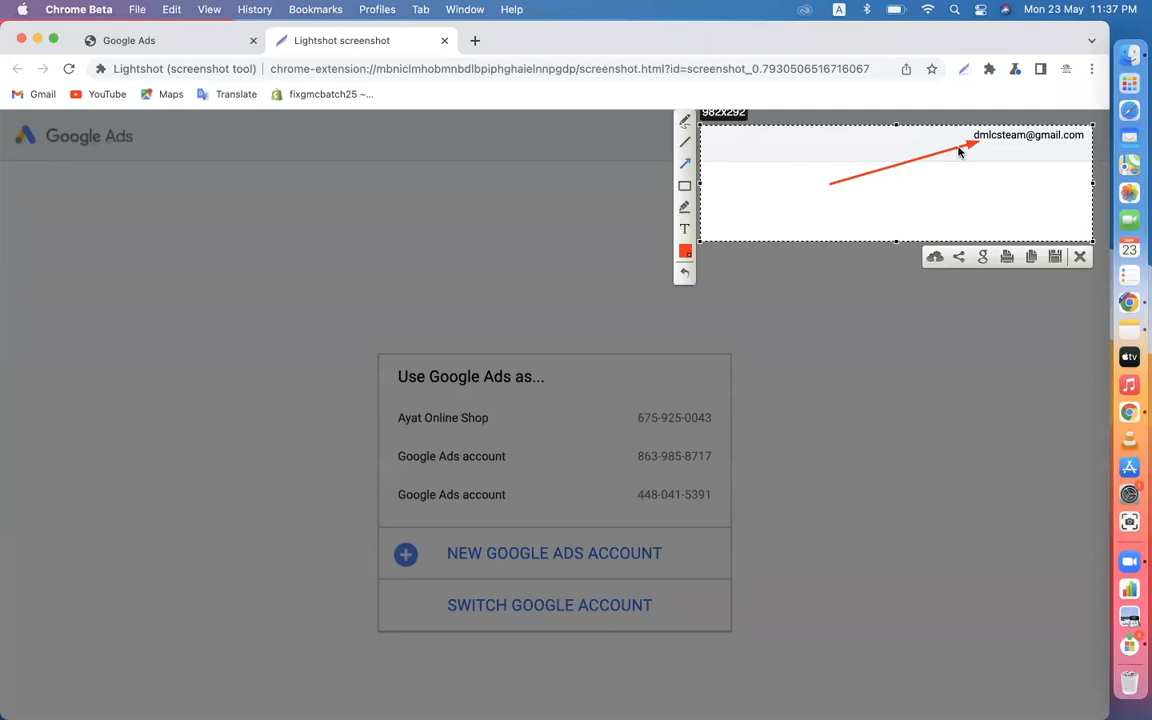 Chrome Beta File Edit View History Bookmarks Profiles Tab Window Help A Mon 23 May 11:37 PM
Google Ads Lightshot screenshot
Lightshot (screenshot tool) chrome-extension://mbniclmhobmnbdlbpiphghaielnnpgdp/screenshot.html?id=screenshot_0.7930506516716067
Gmail YouTube Maps Translate fixgmcbatch25 ~...
982x292
Google Ads
dmlcsteam@gmail.com
T
g
Use Google Ads as...
Ayat Online Shop 675-925-0043
Google Ads account 863-985-8717
Google Ads account 448-041-5391
NEW GOOGLE ADS ACCOUNT
SWITCH GOOGLE ACCOUNT
23
tv